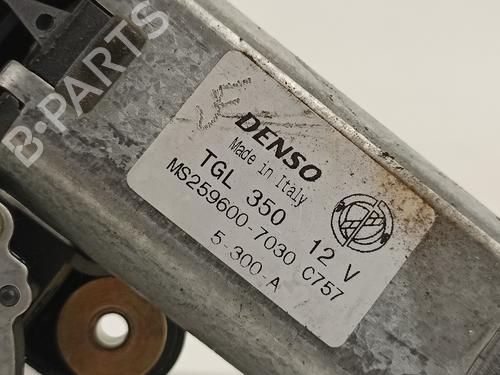 B-PARTS
DENSO
Made in Italy
TGL 350 12 V
MS259600-7030 C757
5-300-A